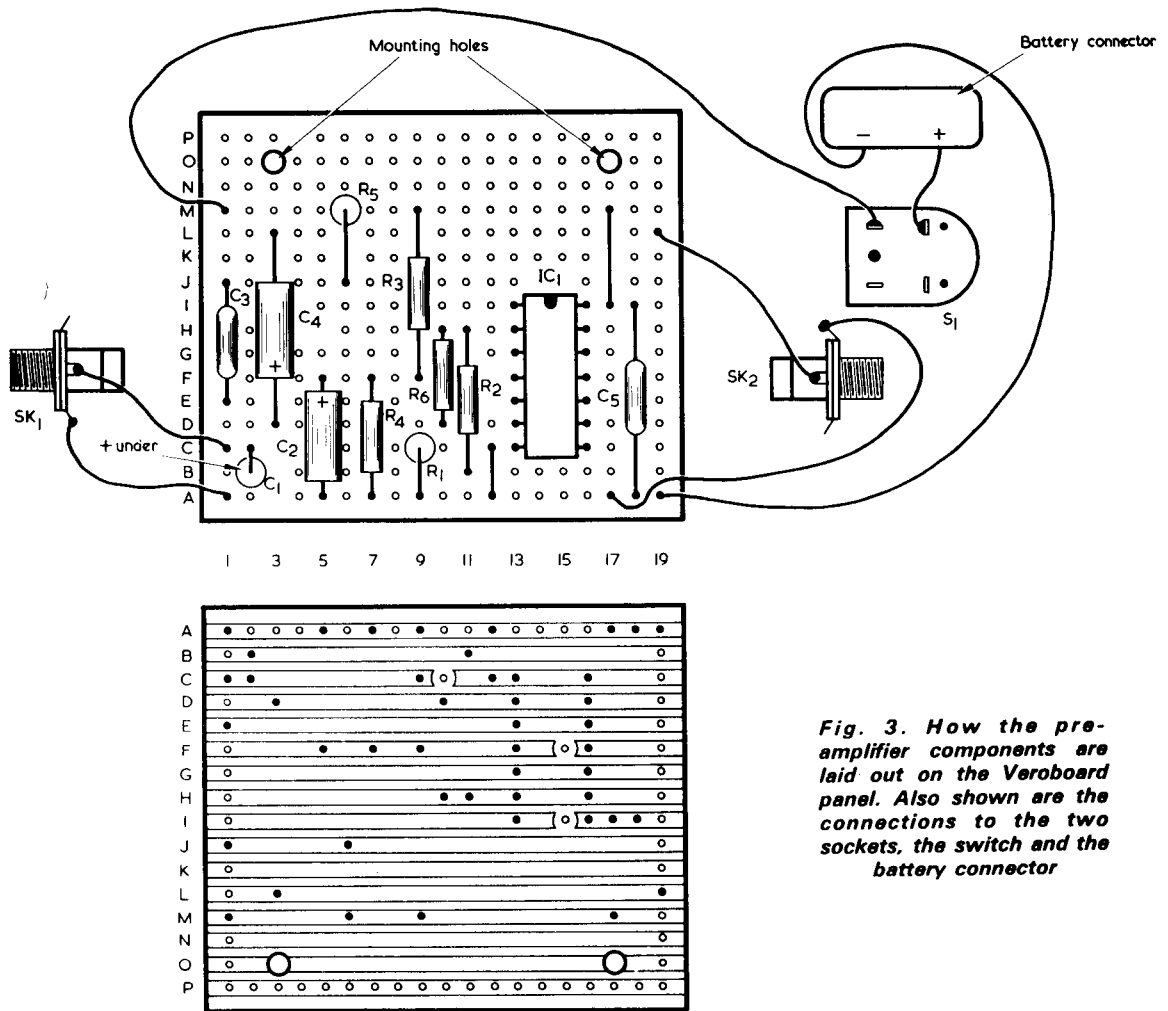 Mounting holes
Battery connector
P
O
N
M
L
K
J
I
H
G
F
E
D
C
B
A
R5
R3
IC1
C3
C4
+
R6
R2
C5
+
C2
R4
R1
C1
+ under
SK1
- +
S1
SK2
1 3 5 7 9 11 13 15 17 19
A
B
C
D
E
F
G
H
I
J
K
L
M
N
O
P
Fig. 3. How the pre-
amplifier components are
laid out on the Veroboard
panel. Also shown are the
connections to the two
sockets, the switch and the
battery connector